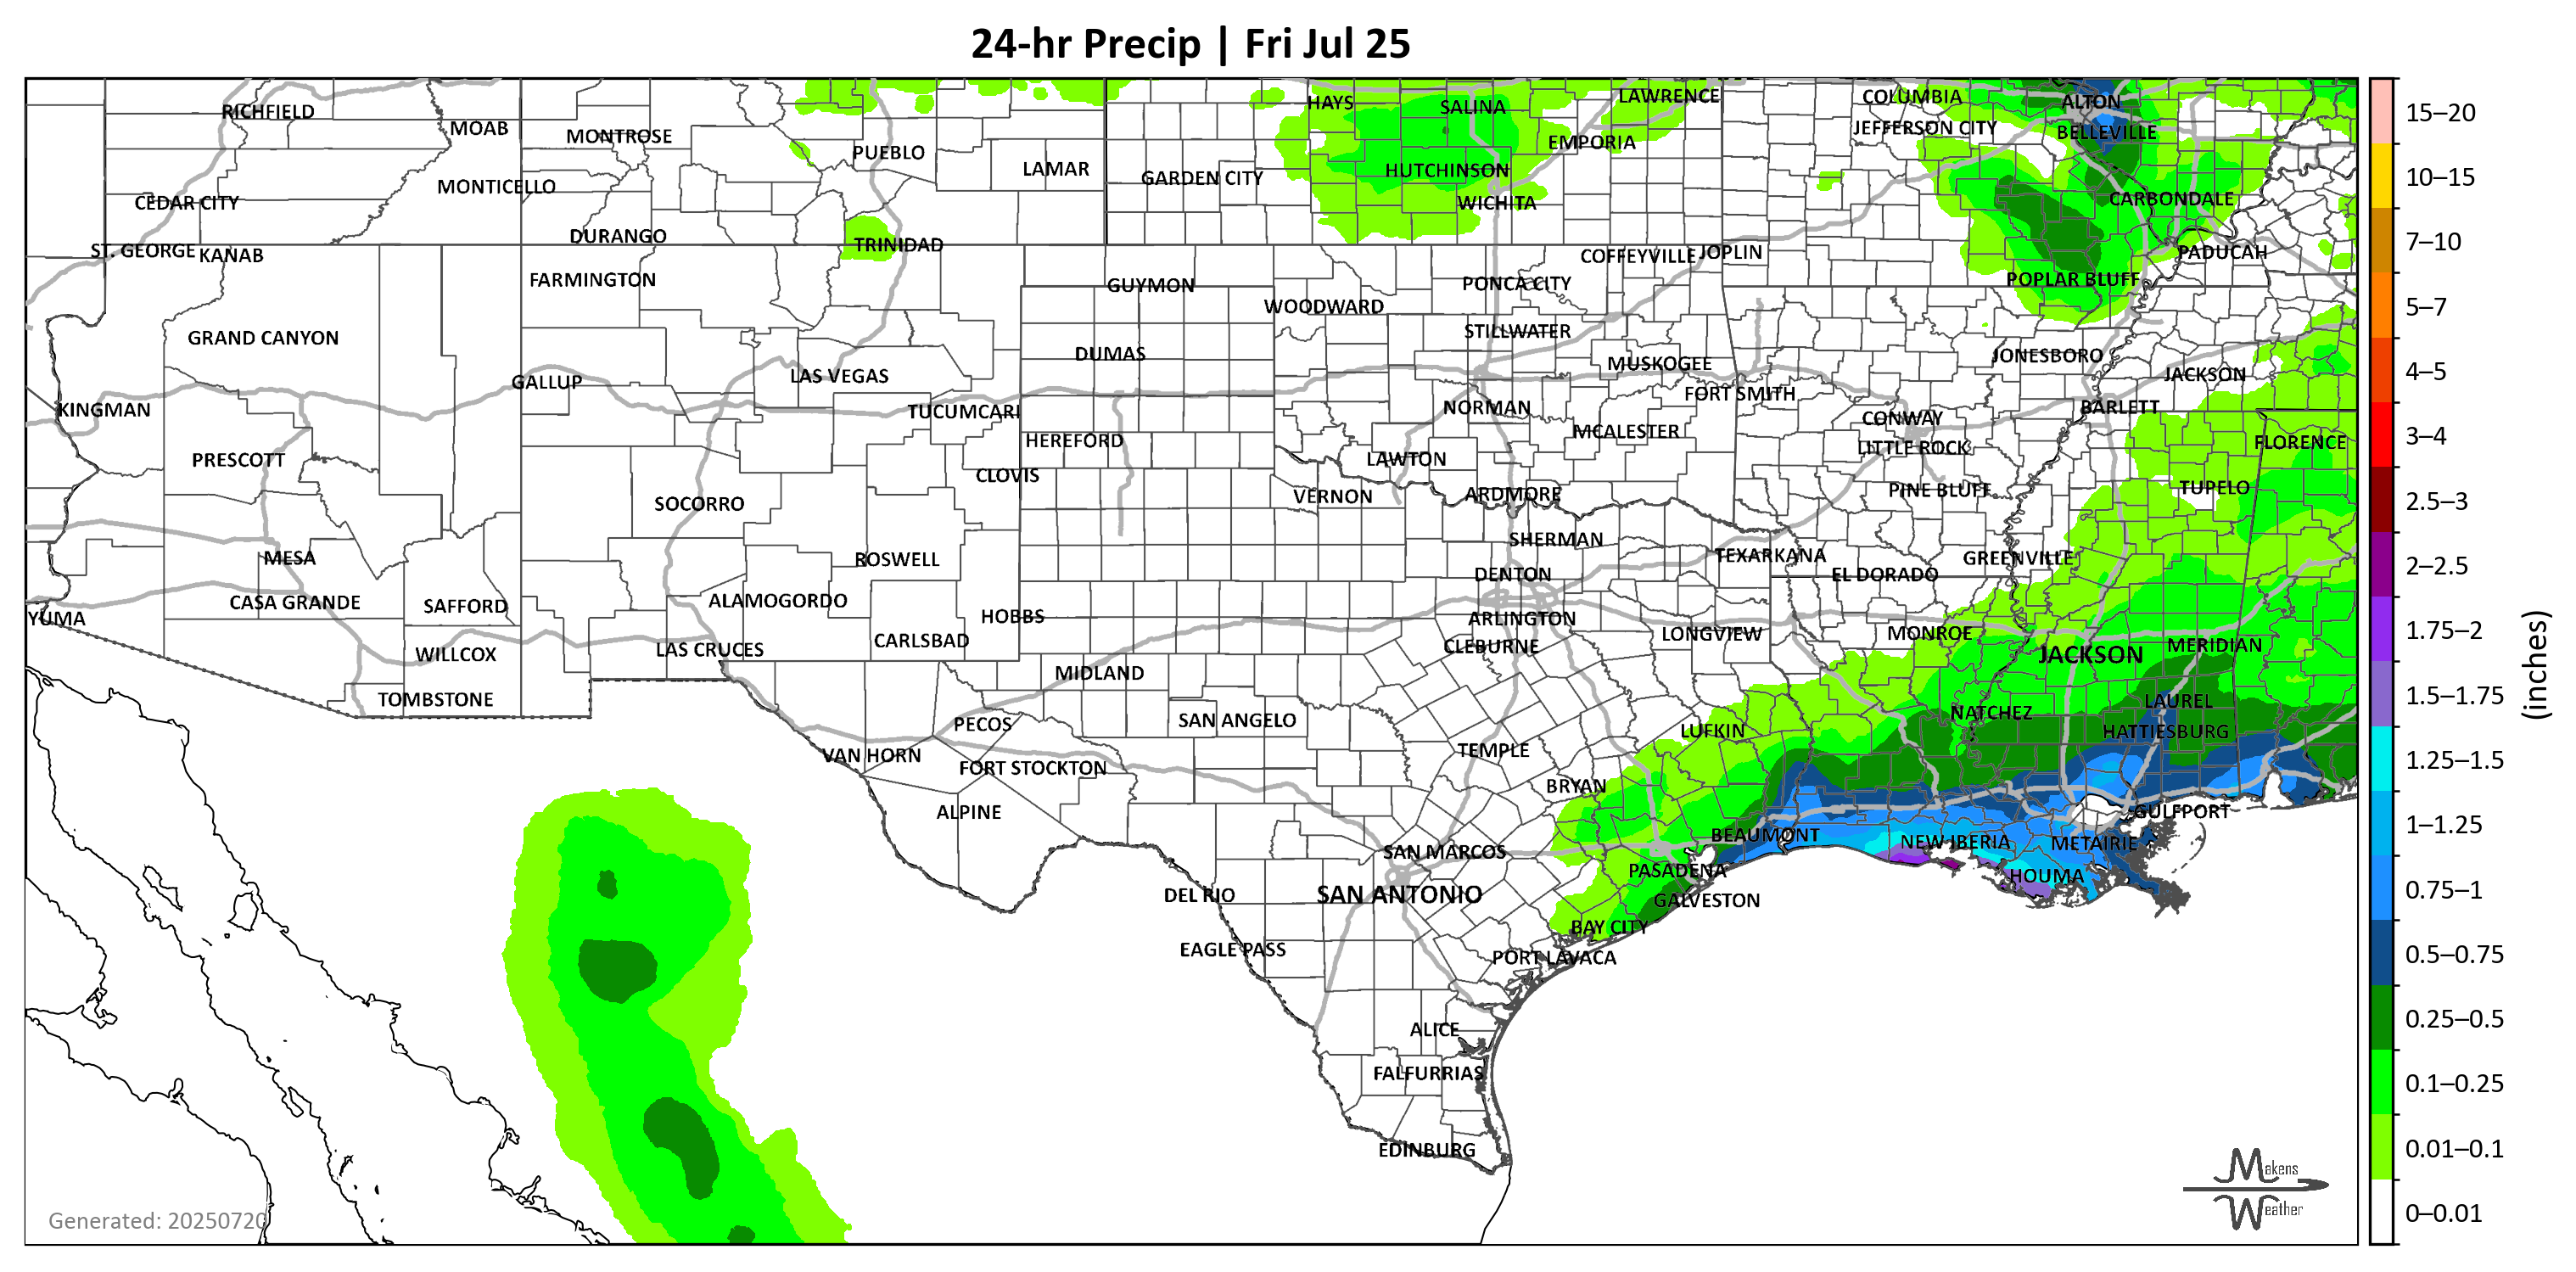 24-hr Precip | Fri Jul 25
RICHFIELD
MOAB
MONTROSE
PUEBLO
LAMAR
GARDEN CITY
HAYS
SALINA
LAWRENCE
EMPORIA
HUTCHINSON
WICHITA
COLUMBIA
JEFFERSON CITY
ALTON
BELLEVILLE
CARBONDALE
PADUCAH
POPLAR BLUFF
CEDAR CITY
MONTICELLO
ST. GEORGE
KANAB
DURANGO
TRINIDAD
FARMINGTON
GUYMON
WOODWARD
PONCA CITY
COFFEYVILLE
JOPLIN
GRAND CANYON
DUMAS
STILLWATER
MUSKOGEE
FORT SMITH
JONESBORO
JACKSON
BARLETT
KINGMAN
GALLUP
LAS VEGAS
TUCUMCARI
HEREFORD
NORMAN
MCALESTER
CONWAY
LITTLE ROCK
FLORENCE
PRESCOTT
SOCORRO
CLOVIS
LAWTON
VERNON
ARDMORE
PINE BLUFF
TUPELO
MESA
ROSWELL
SHERMAN
DENTON
TEXARKANA
EL DORADO
GREENVILLE
YUMA
CASA GRANDE
SAFFORD
ALAMOGORDO
HOBBS
ARLINGTON
CLEBURNE
LONGVIEW
MONROE
JACKSON
MERIDIAN
WILLCOX
LAS CRUCES
CARLSBAD
MIDLAND
TOMBSTONE
PECOS
SAN ANGELO
LUFKIN
NATCHEZ
LAUREL
HATTIESBURG
VAN HORN
FORT STOCKTON
TEMPLE
BRYAN
ALPINE
BEAUMONT
NEW IBERIA
METAIRIE
GULFPORT
SAN MARCOS
PASADENA
HOUMA
DEL RIO
SAN ANTONIO
GALVESTON
BAY CITY
EAGLE PASS
PORT LAVACA
ALICE
FALFURRIAS
EDINBURG
Generated: 20250720
Makens
Weather
15–20
10–15
7–10
5–7
4–5
3–4
2.5–3
2–2.5
1.75–2
1.5–1.75
1.25–1.5
1–1.25
0.75–1
0.5–0.75
0.25–0.5
0.1–0.25
0.01–0.1
0–0.01
(inches)